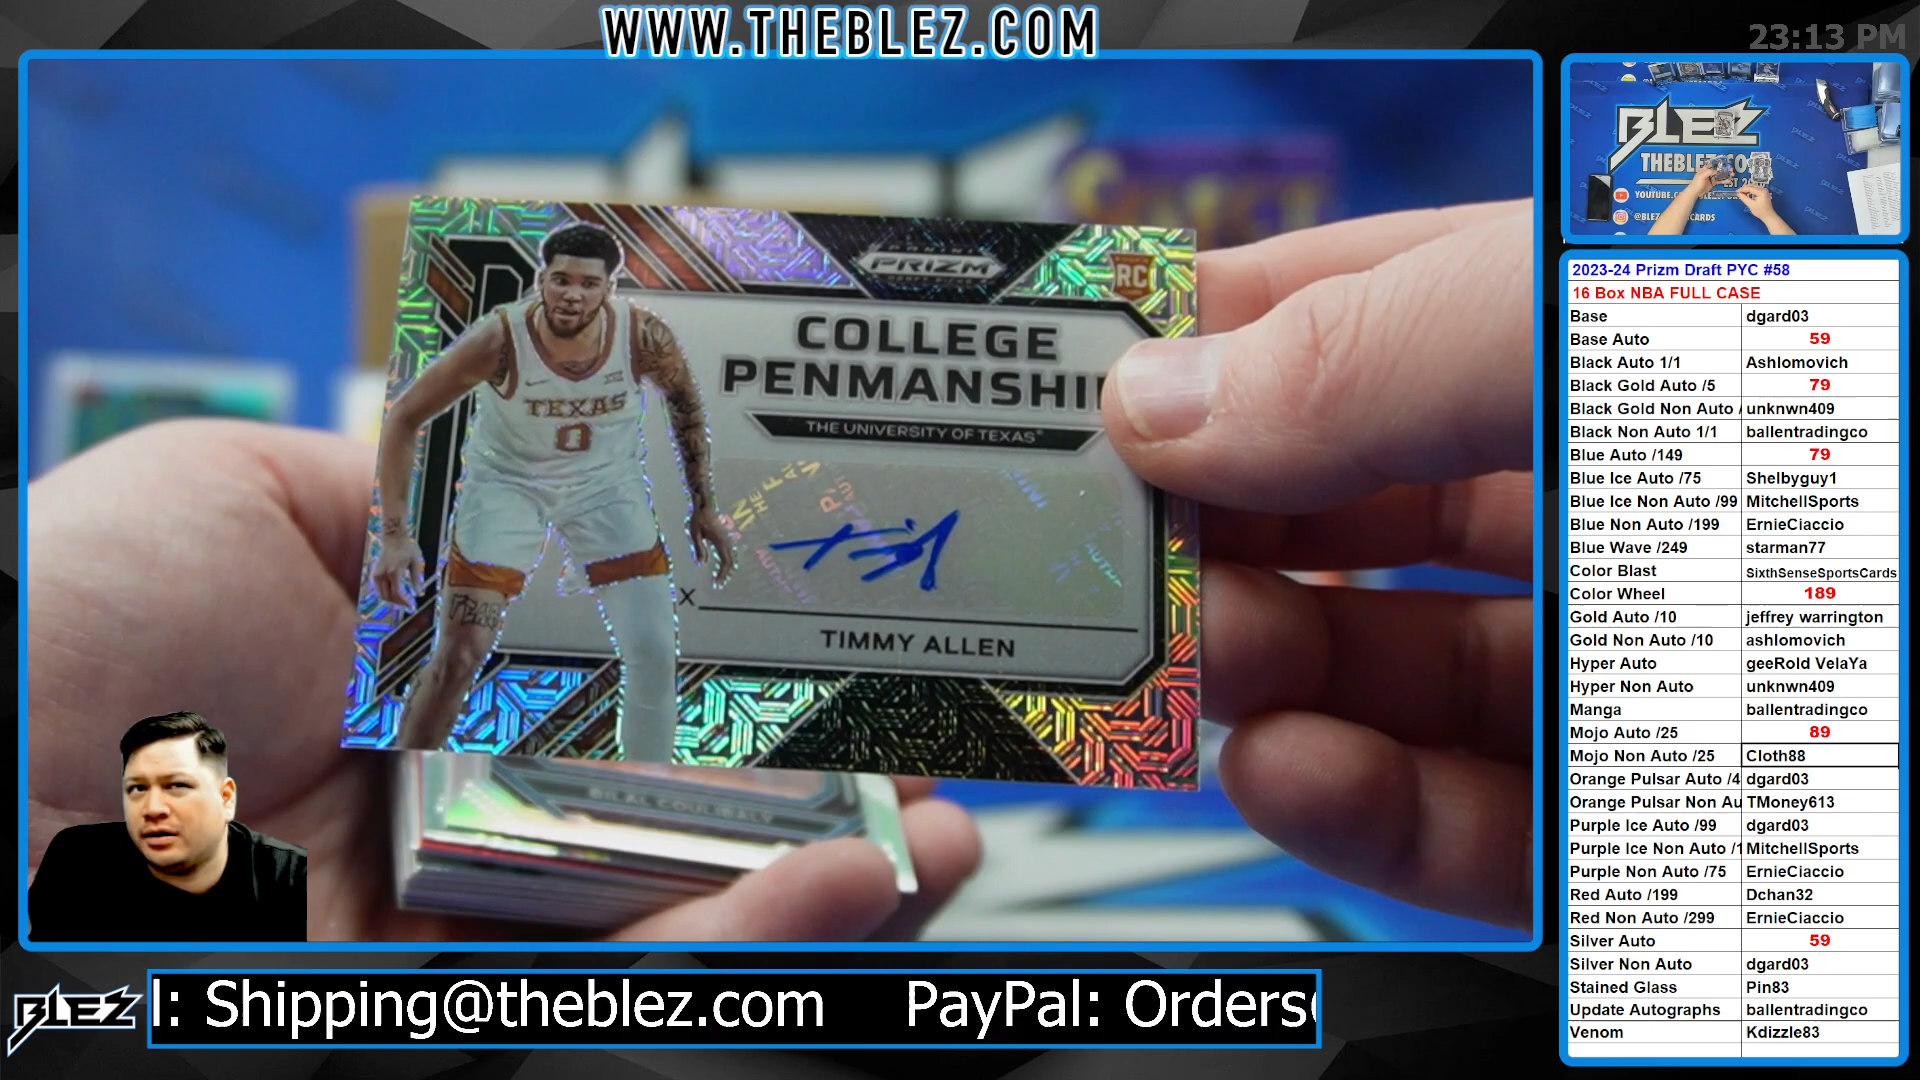 WWW.THEBLEZ.COM
23:13 PM
PRIZM
RC
COLLEGE
PENMANSHI
THE UNIVERSITY OF TEXAS
TEXAS
0
X
TIMMY ALLEN
BILAL COULIBALY
BLEZ
2023-24 Prizm Draft PYC #58
16 Box NBA FULL CASE
Base dgard03
Base Auto 59
Black Auto 1/1 Ashlomovich
Black Gold Auto /5 79
Black Gold Non Auto / unknwn409
Black Non Auto 1/1 ballentradingco
Blue Auto /149 79
Blue Ice Auto /75 Shelbyguy1
Blue Ice Non Auto /99 MitchellSports
Blue Non Auto /199 ErnieCiaccio
Blue Wave /249 starman77
Color Blast SixthSenseSportsCards
Color Wheel 189
Gold Auto /10 jeffrey warrington
Gold Non Auto /10 ashlomovich
Hyper Auto geeRold VelaYa
Hyper Non Auto unknwn409
Manga ballentradingco
Mojo Auto /25 89
Mojo Non Auto /25 Cloth88
Orange Pulsar Auto /4 dgard03
Orange Pulsar Non Au TMoney613
Purple Ice Auto /99 dgard03
Purple Ice Non Auto /1 MitchellSports
Purple Non Auto /75 ErnieCiaccio
Red Auto /199 Dchan32
Red Non Auto /299 ErnieCiaccio
Silver Auto 59
Silver Non Auto dgard03
Stained Glass Pin83
Update Autographs ballentradingco
Venom Kdizzle83
BLEZ
l: Shipping@theblez.com PayPal: Orders